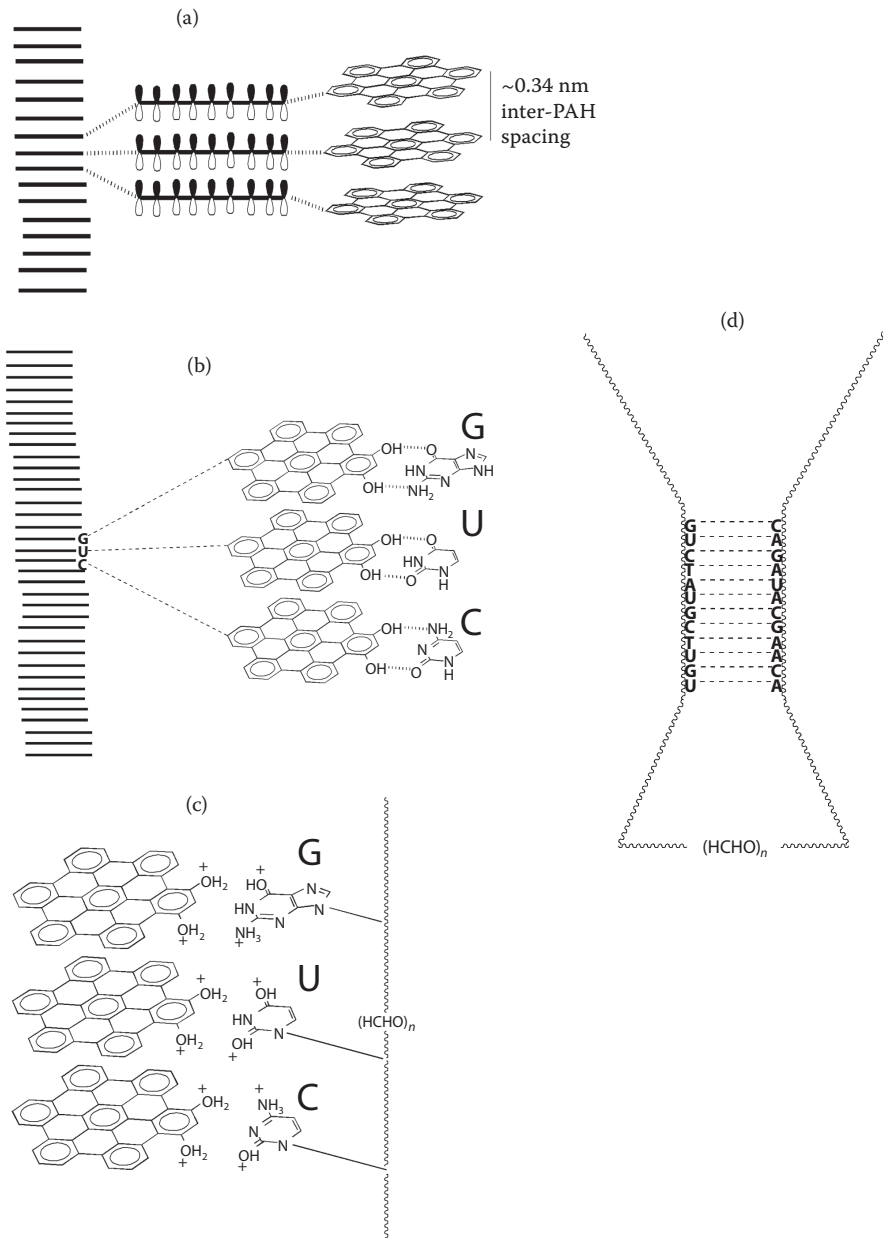 (a)
~0.34 nm
inter-PAH
spacing
(b)
G
U
C
G
OH O N
HN NH
OH NH₂ N
U
OH O
HN
OH O N
H
C
OH NH₂
N
OH O N
H
(c)
G
+ +
OH₂ HO N
HN N
OH₂ NH₃ N
+ +
U
+ +
OH₂ OH
HN
OH₂ OH N
+ +
(HCHO)ₙ
C
+ +
OH₂ NH₃
N
OH₂ OH N
+ +
(d)
G C
U A
C G
T A
A U
U A
G C
C G
T A
U A
G C
U A
(HCHO)ₙ